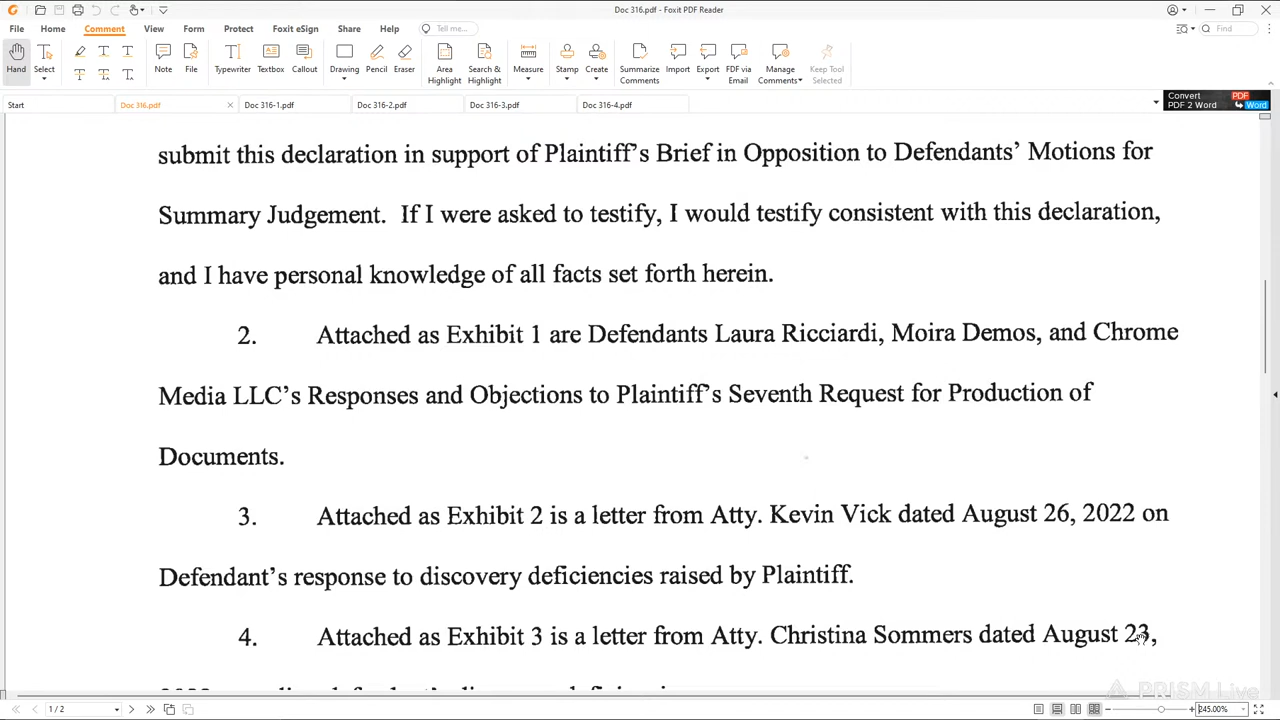 Doc 316.pdf - Foxit PDF Reader
File Home Comment View Form Protect Foxit eSign Share Help Tell me... Find
Hand Select Note File Typewriter Textbox Callout Drawing Pencil Eraser Area Highlight Search & Highlight Measure Stamp Create Summarize Comments Import Export FDF via Email Manage Comments Keep Tool Selected
Start Doc 316.pdf Doc 316-1.pdf Doc 316-2.pdf Doc 316-3.pdf Doc 316-4.pdf Convert PDF 2 Word PDF Word
submit this declaration in support of Plaintiff's Brief in Opposition to Defendants' Motions for
Summary Judgement. If I were asked to testify, I would testify consistent with this declaration,
and I have personal knowledge of all facts set forth herein.
2. Attached as Exhibit 1 are Defendants Laura Ricciardi, Moira Demos, and Chrome
Media LLC's Responses and Objections to Plaintiff's Seventh Request for Production of
Documents.
3. Attached as Exhibit 2 is a letter from Atty. Kevin Vick dated August 26, 2022 on
Defendant's response to discovery deficiencies raised by Plaintiff.
4. Attached as Exhibit 3 is a letter from Atty. Christina Sommers dated August 23,
PRISM Live
1 / 2 245.00%